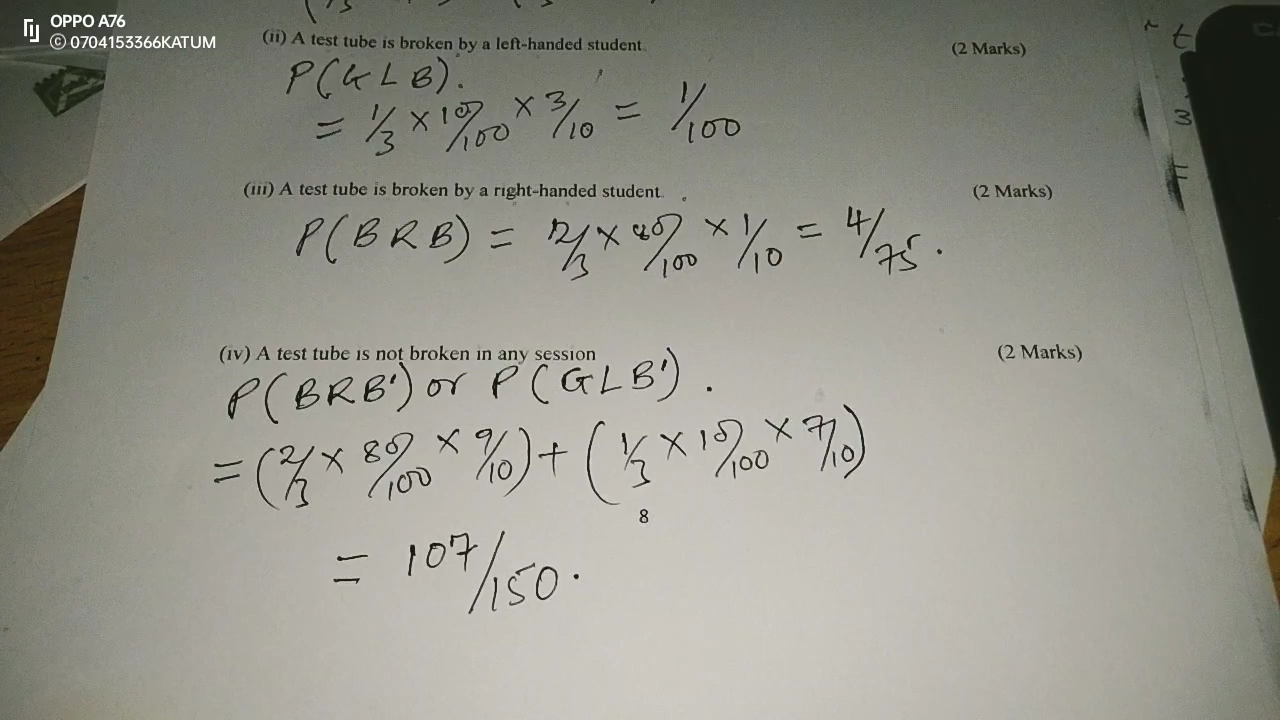 OPPO A76
© 0704153366KATUM
(ii) A test tube is broken by a left-handed student. (2 Marks)
P(GLB).
= 1/3 × 10/100 × 3/10 = 1/100
(iii) A test tube is broken by a right-handed student. (2 Marks)
P(BRB) = 2/3 × 80/100 × 1/10 = 4/75.
(iv) A test tube is not broken in any session (2 Marks)
P(BRB') or P(GLB').
= (2/3 × 80/100 × 9/10) + (1/3 × 10/100 × 7/10)
8
= 107/150.